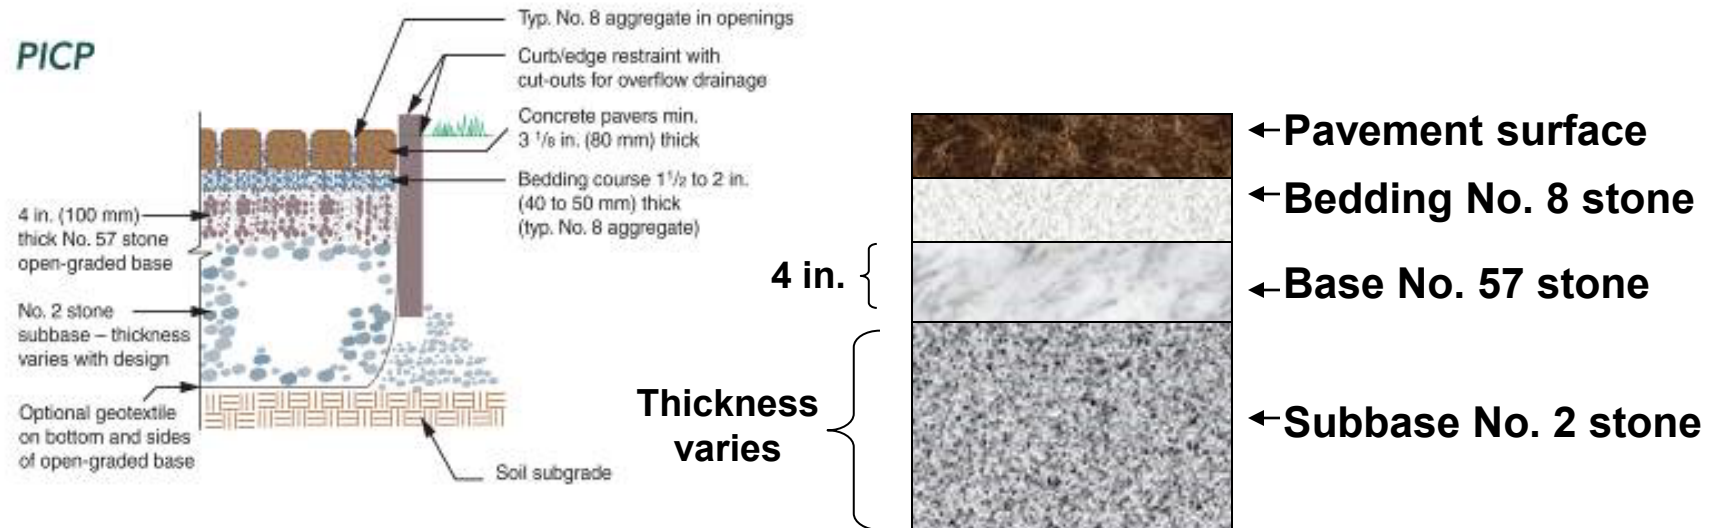 PICP
Typ. No. 8 aggregate in openings
Curb/edge restraint with
cut-outs for overflow drainage
Concrete pavers min.
3 1/8 in. (80 mm) thick
Bedding course 1 1/2 to 2 in.
(40 to 50 mm) thick
(typ. No. 8 aggregate)
4 in. (100 mm)
thick No. 57 stone
open-graded base
No. 2 stone
subbase – thickness
varies with design
Optional geotextile
on bottom and sides
of open-graded base
Soil subgrade
Pavement surface
Bedding No. 8 stone
4 in.
Base No. 57 stone
Thickness
varies
Subbase No. 2 stone